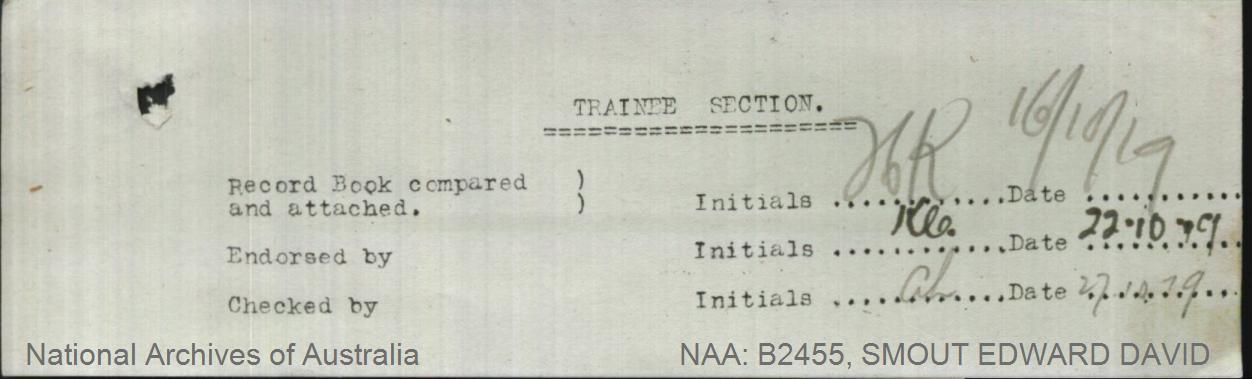 TRAINEE SECTION.
=====================
Record Book compared )
and attached. ) Initials .................Date 16/10/19
Endorsed by Initials .................Date 22·10·19
Checked by Initials .................Date 27.10.19
National Archives of Australia NAA: B2455, SMOUT EDWARD DAVID